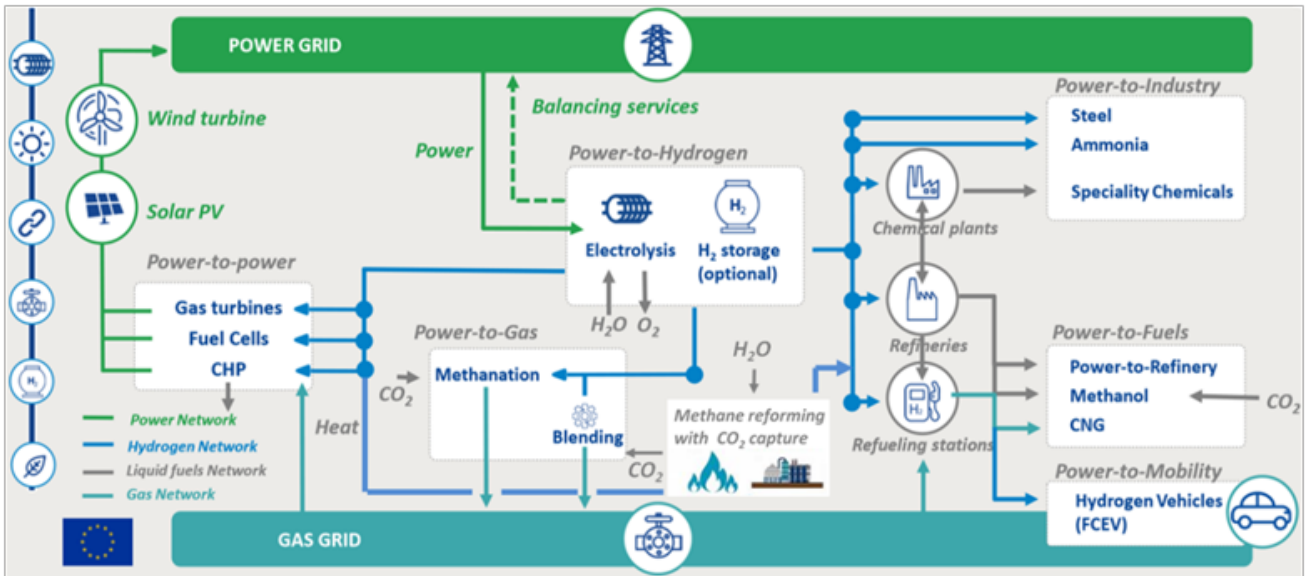 POWER GRID
Wind turbine
Solar PV
Power
Balancing services
Power-to-Hydrogen
Electrolysis
H₂
H₂ storage
(optional)
H₂O
O₂
Power-to-Industry
Steel
Ammonia
Speciality Chemicals
Chemical plants
Refineries
H₂
Refueling stations
Power-to-power
Gas turbines
Fuel Cells
CHP
Heat
Power-to-Gas
Methanation
CO₂
Blending
CO₂
H₂O
Methane reforming
with CO₂ capture
Power-to-Fuels
Power-to-Refinery
Methanol
CNG
CO₂
Power-to-Mobility
Hydrogen Vehicles
(FCEV)
H₂
Power Network
Hydrogen Network
Liquid fuels Network
Gas Network
GAS GRID